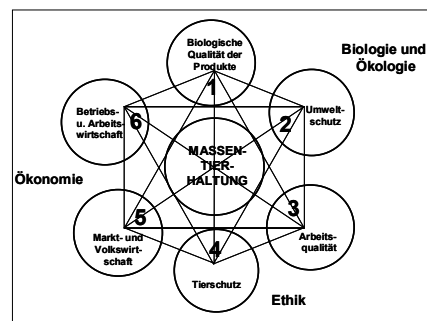 Biologische
Qualität der
Produkte
Biologie und
Ökologie
1
Betriebs-
u. Arbeits-
wirtschaft
6
Umwelt-
schutz
2
MASSEN-
TIER-
HALTUNG
Ökonomie
5
Markt- und
Volkswirt-
schaft
3
Arbeits-
qualität
4
Tierschutz
Ethik